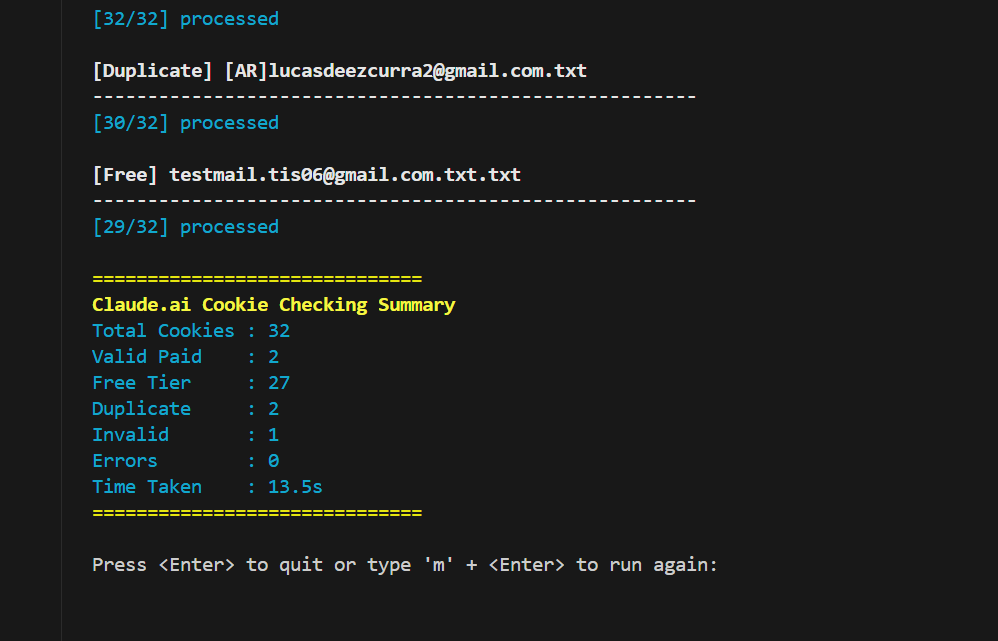 [32/32] processed
[Duplicate] [AR]lucasdeezcurra2@gmail.com.txt
-------------------------------------------------------
[30/32] processed
[Free] testmail.tis06@gmail.com.txt.txt
-------------------------------------------------------
[29/32] processed
==============================
Claude.ai Cookie Checking Summary
Total Cookies : 32
Valid Paid    : 2
Free Tier     : 27
Duplicate     : 2
Invalid       : 1
Errors        : 0
Time Taken    : 13.5s
==============================
Press <Enter> to quit or type 'm' + <Enter> to run again: